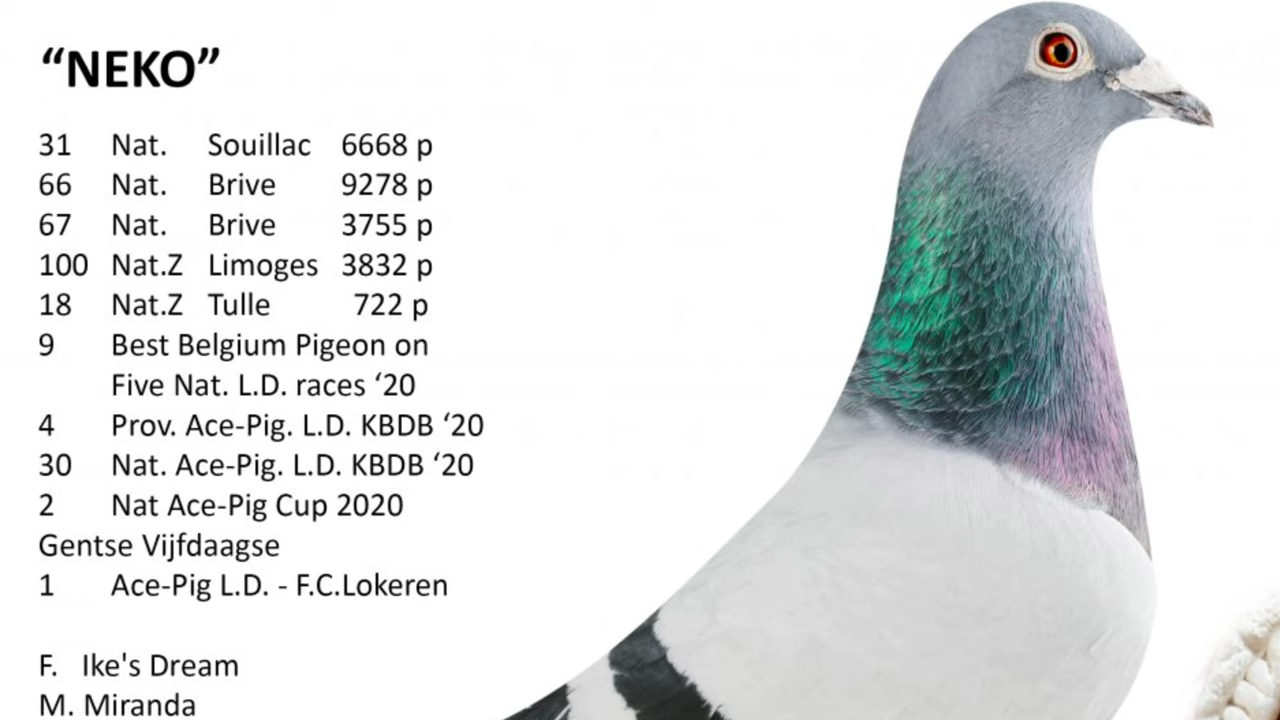 “NEKO”
31 Nat. Souillac 6668 p
66 Nat. Brive 9278 p
67 Nat. Brive 3755 p
100 Nat.Z Limoges 3832 p
18 Nat.Z Tulle 722 p
9 Best Belgium Pigeon on
Five Nat. L.D. races ‘20
4 Prov. Ace-Pig. L.D. KBDB ‘20
30 Nat. Ace-Pig. L.D. KBDB ‘20
2 Nat Ace-Pig Cup 2020
Gentse Vijfdaagse
1 Ace-Pig L.D. - F.C.Lokeren
F. Ike's Dream
M. Miranda